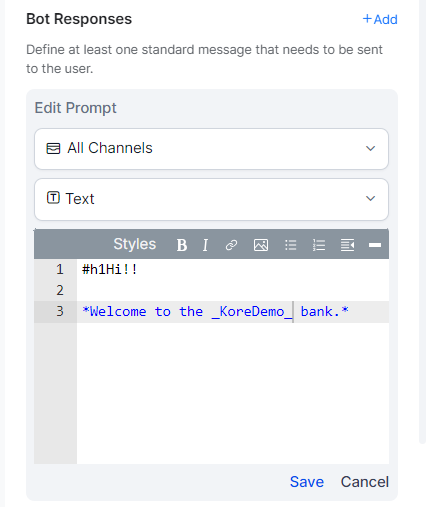 Bot Responses
+Add
Define at least one standard message that needs to be sent
to the user.
Edit Prompt
All Channels
T Text
Styles B I
1 #h1Hi!!
2
3 *Welcome to the _KoreDemo_ bank.*
Save Cancel